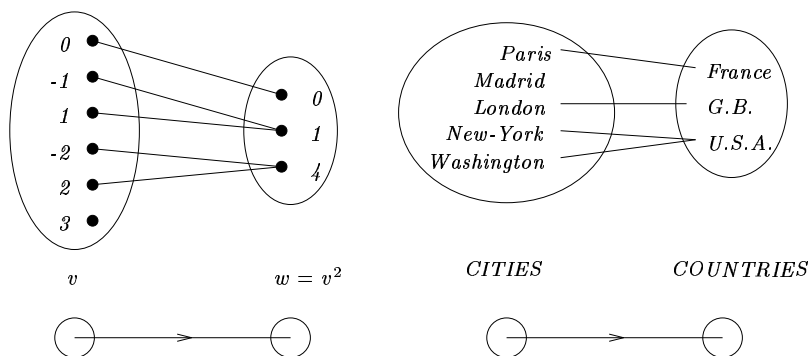 0
-1
1
-2
2
3
0
1
4
v
w = v²
Paris
Madrid
London
New-York
Washington
France
G.B.
U.S.A.
CITIES
COUNTRIES